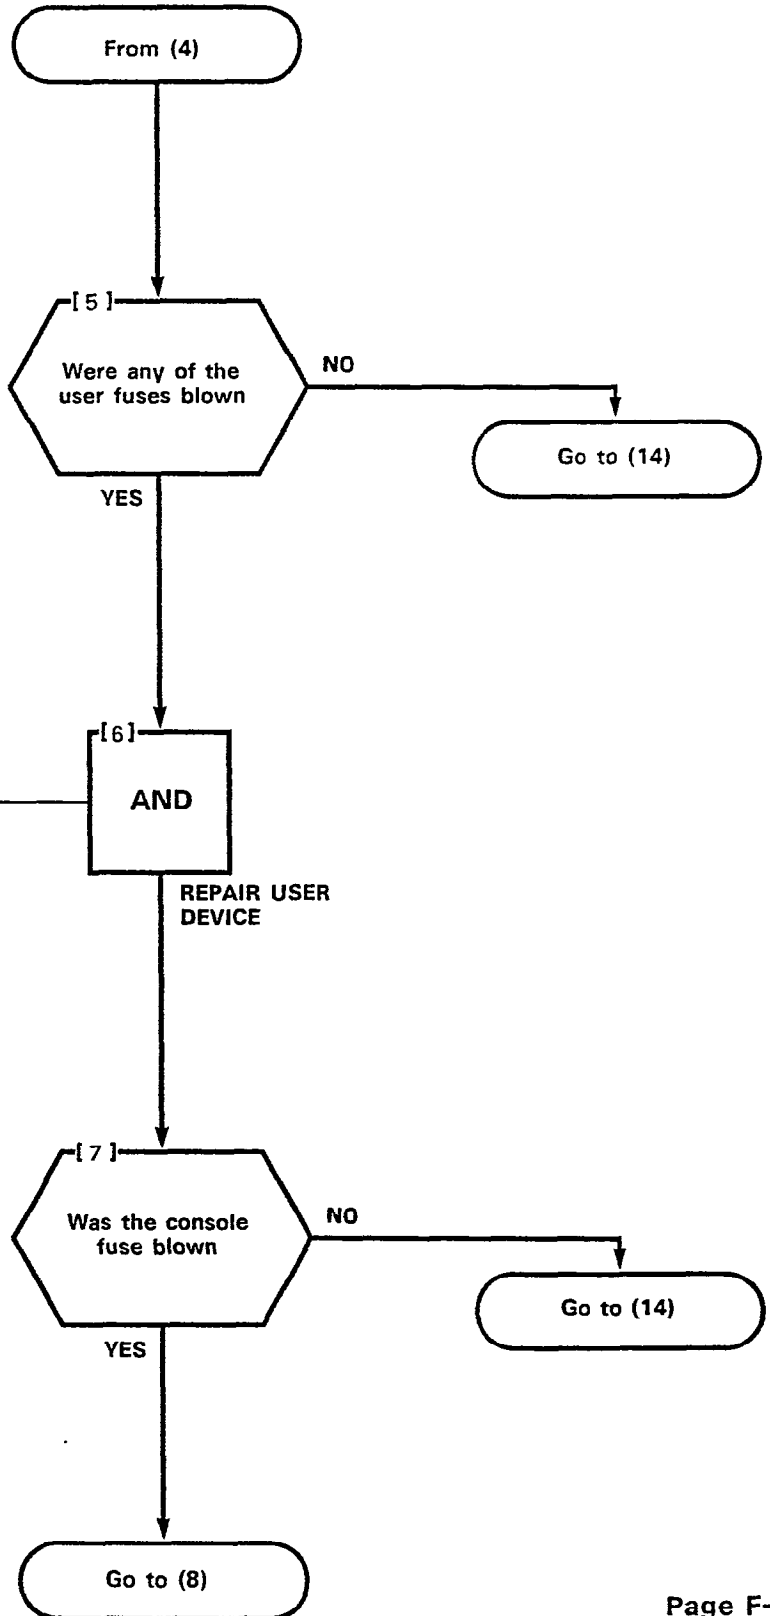 From (4)
[5]
Were any of the
user fuses blown
NO
Go to (14)
YES
[6]
AND
REPAIR USER
DEVICE
[7]
Was the console
fuse blown
NO
Go to (14)
YES
Go to (8)
Page F-